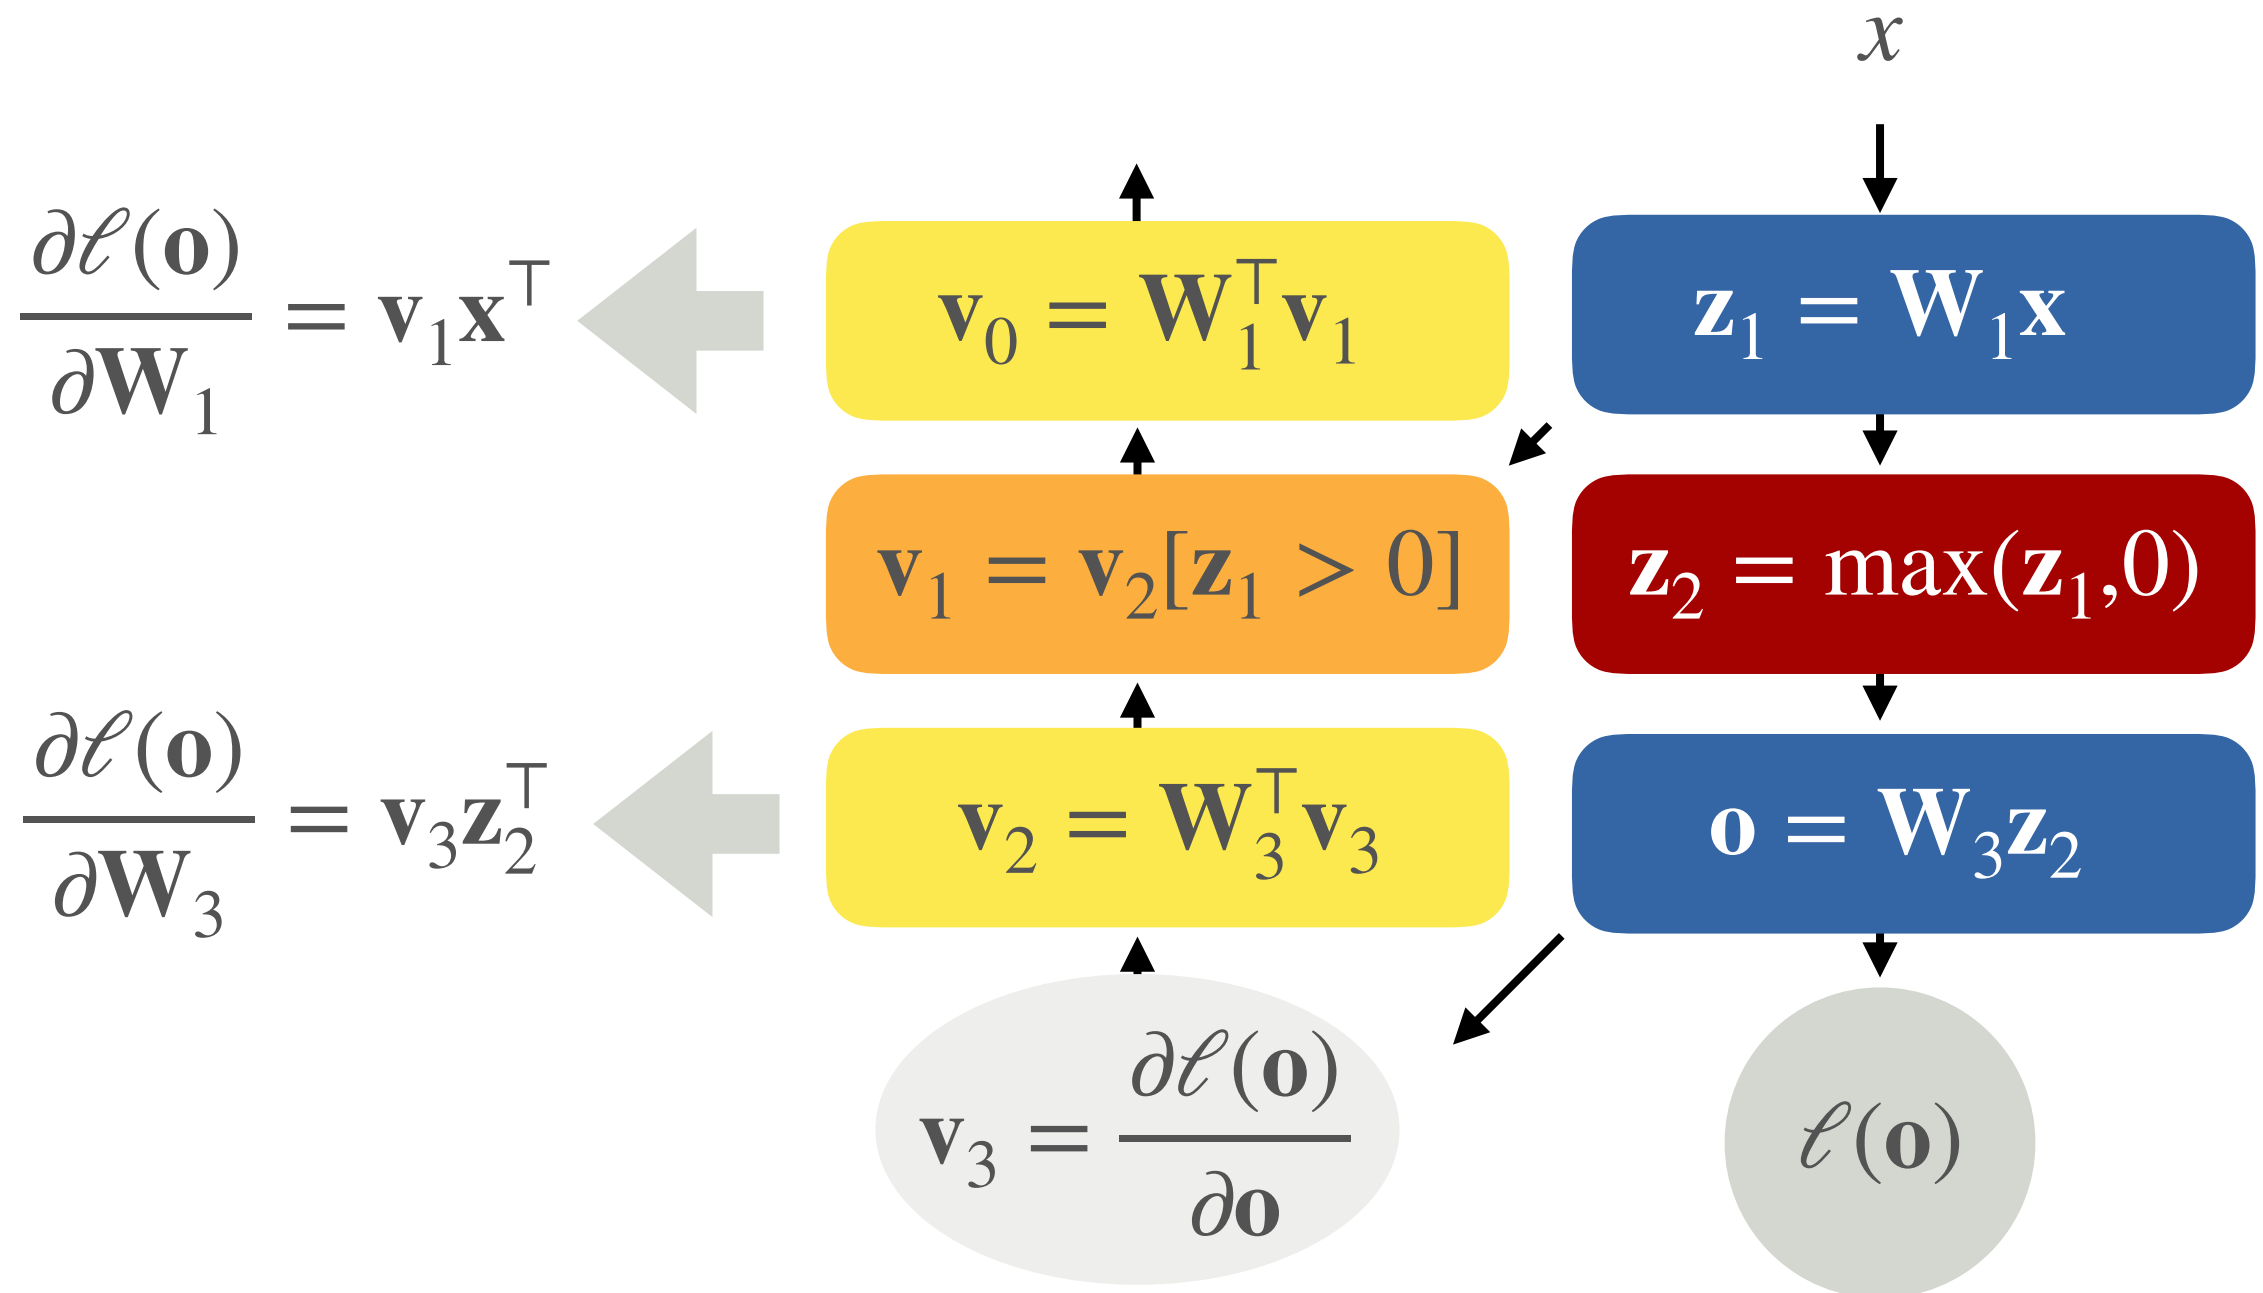 x
∂ℓ(o)/∂W₁ = v₁x^⊤
v₀ = W₁^⊤v₁
z₁ = W₁x
v₁ = v₂[z₁ > 0]
z₂ = max(z₁,0)
∂ℓ(o)/∂W₃ = v₃z₂^⊤
v₂ = W₃^⊤v₃
o = W₃z₂
v₃ = ∂ℓ(o)/∂o
ℓ(o)